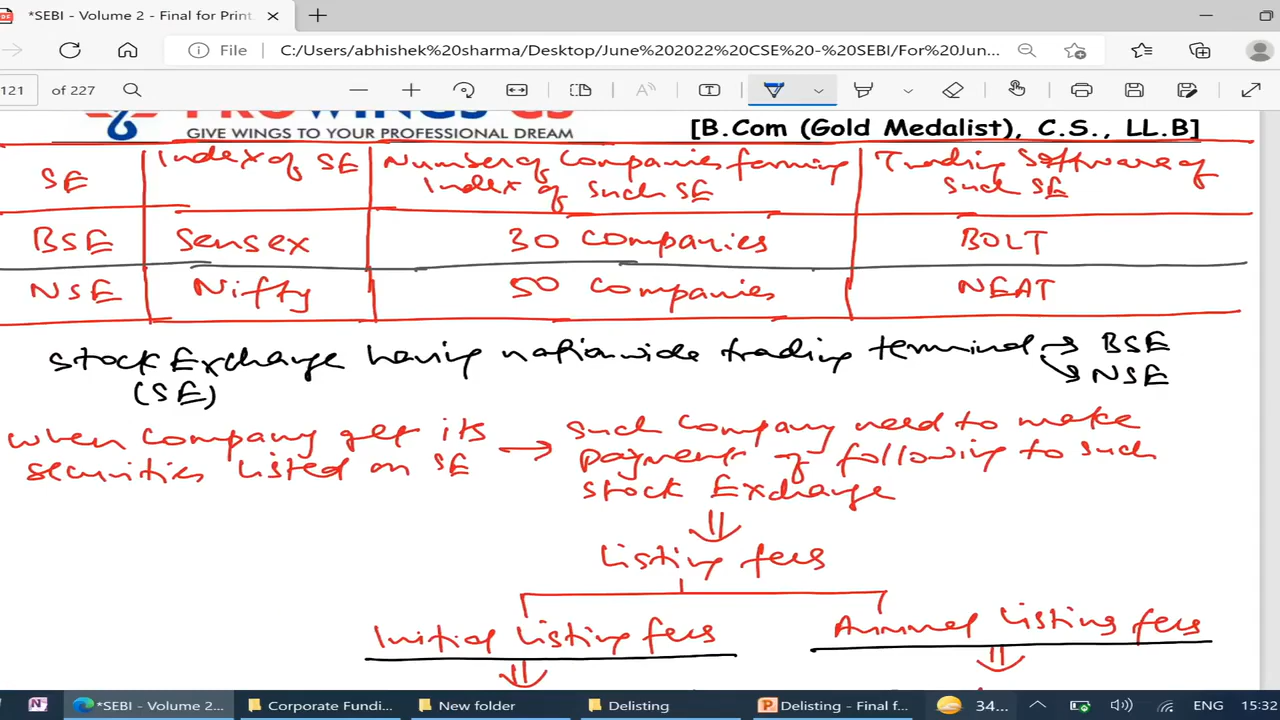 *SEBI - Volume 2 - Final for Print.
File
C:/Users/abhishek%20sharma/Desktop/June%202022%20CSE%20-%20SEBI/For%20Jun...
121 of 227
GIVE WINGS TO YOUR PROFESSIONAL DREAM
[B.Com (Gold Medalist), C.S., LL.B]
SE Index of SE Number of Companies forming Index of such SE Trading Software of such SE
BSE Sensex 30 companies BOLT
NSE Nifty 50 companies NEAT
Stock Exchange having nationwide trading terminal → BSE
(SE) → NSE
when company get its securities listed on SE → such company need to make payment of following to such stock Exchange
Listing fees
Initial Listing fees Annual Listing fees
*SEBI - Volume 2... Corporate Fundi... New folder Delisting Delisting - Final f... 34... ENG 15:32